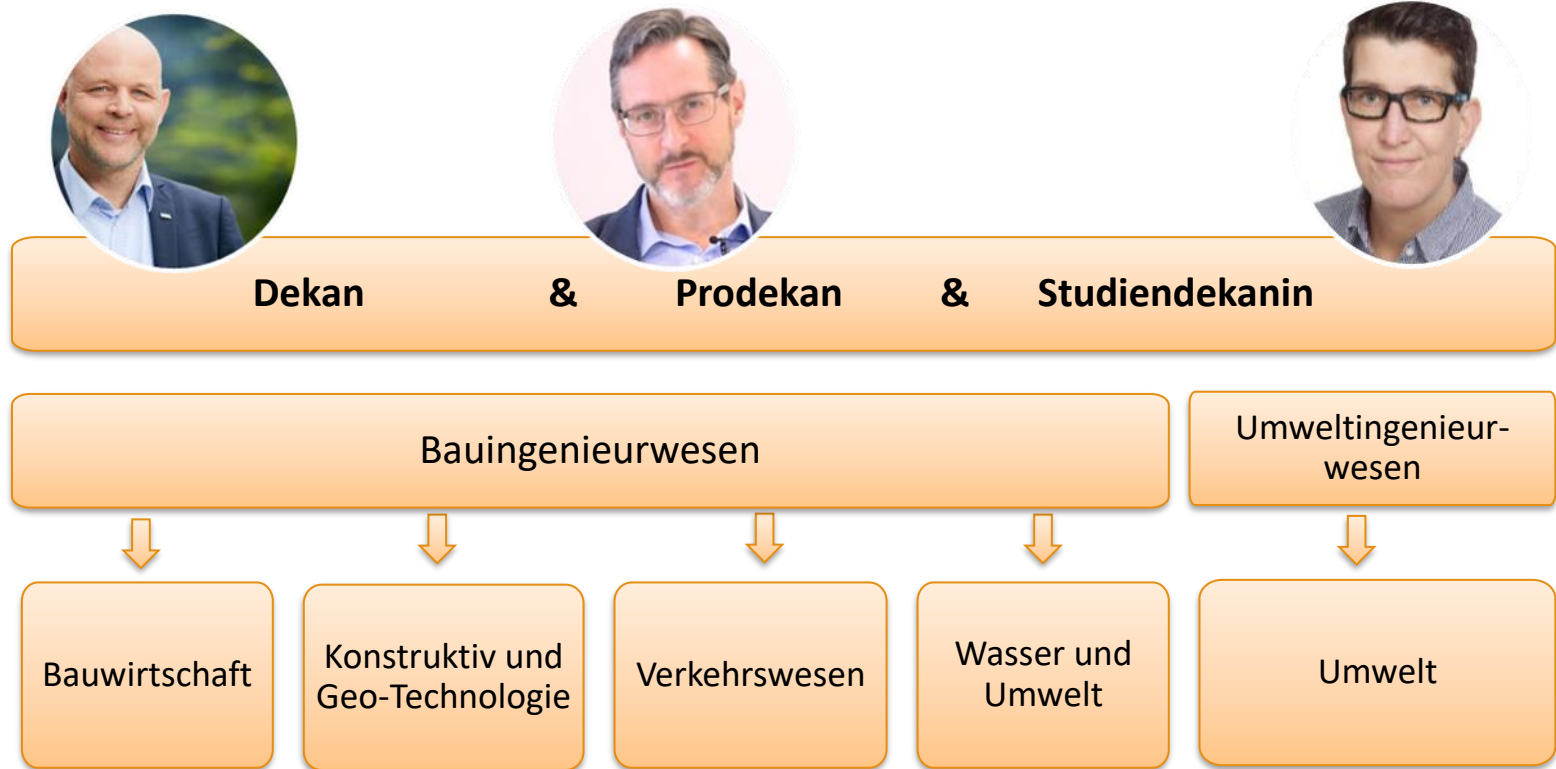 Dekan & Prodekan & Studiendekanin
Bauingenieurwesen
Umweltingenieur-
wesen
Bauwirtschaft
Konstruktiv und
Geo-Technologie
Verkehrswesen
Wasser und
Umwelt
Umwelt